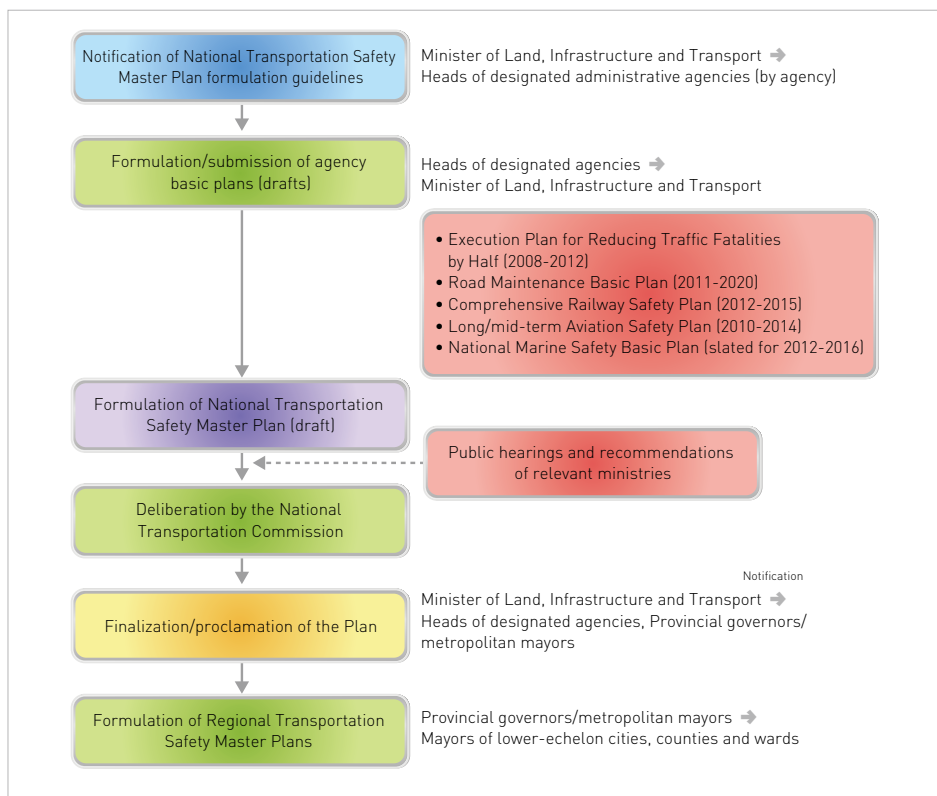 Notification of National Transportation Safety
Master Plan formulation guidelines
Minister of Land, Infrastructure and Transport ➔
Heads of designated administrative agencies (by agency)
Formulation/submission of agency
basic plans (drafts)
Heads of designated agencies ➔
Minister of Land, Infrastructure and Transport
• Execution Plan for Reducing Traffic Fatalities
by Half (2008-2012)
• Road Maintenance Basic Plan (2011-2020)
• Comprehensive Railway Safety Plan (2012-2015)
• Long/mid-term Aviation Safety Plan (2010-2014)
• National Marine Safety Basic Plan (slated for 2012-2016)
Formulation of National Transportation
Safety Master Plan (draft)
Public hearings and recommendations
of relevant ministries
Deliberation by the National
Transportation Commission
Finalization/proclamation of the Plan
Notification
Minister of Land, Infrastructure and Transport ➔
Heads of designated agencies, Provincial governors/
metropolitan mayors
Formulation of Regional Transportation
Safety Master Plans
Provincial governors/metropolitan mayors ➔
Mayors of lower-echelon cities, counties and wards